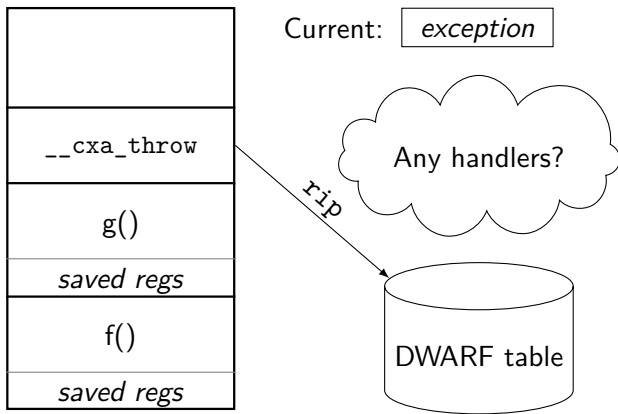 Current: exception
__cxa_throw
Any handlers?
rip
g()
saved regs
f()
DWARF table
saved regs